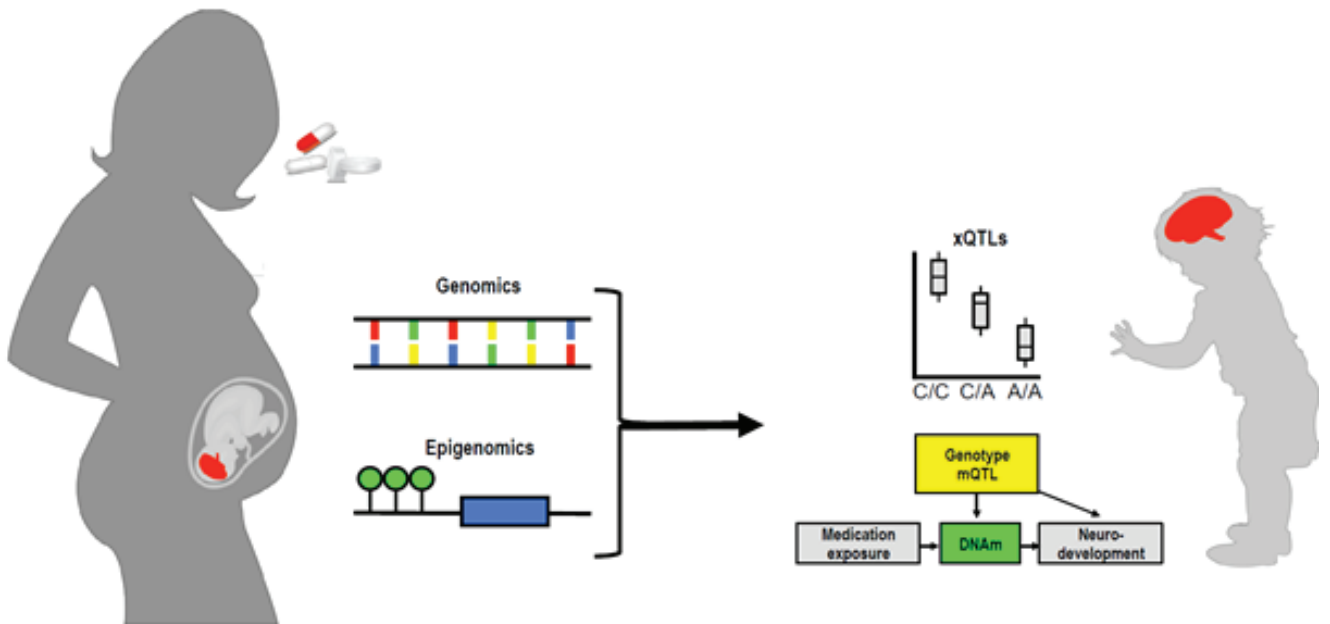 Genomics
Epigenomics
xQTLs
C/C C/A A/A
Genotype
mQTL
Medication
exposure
DNAm
Neuro-
development